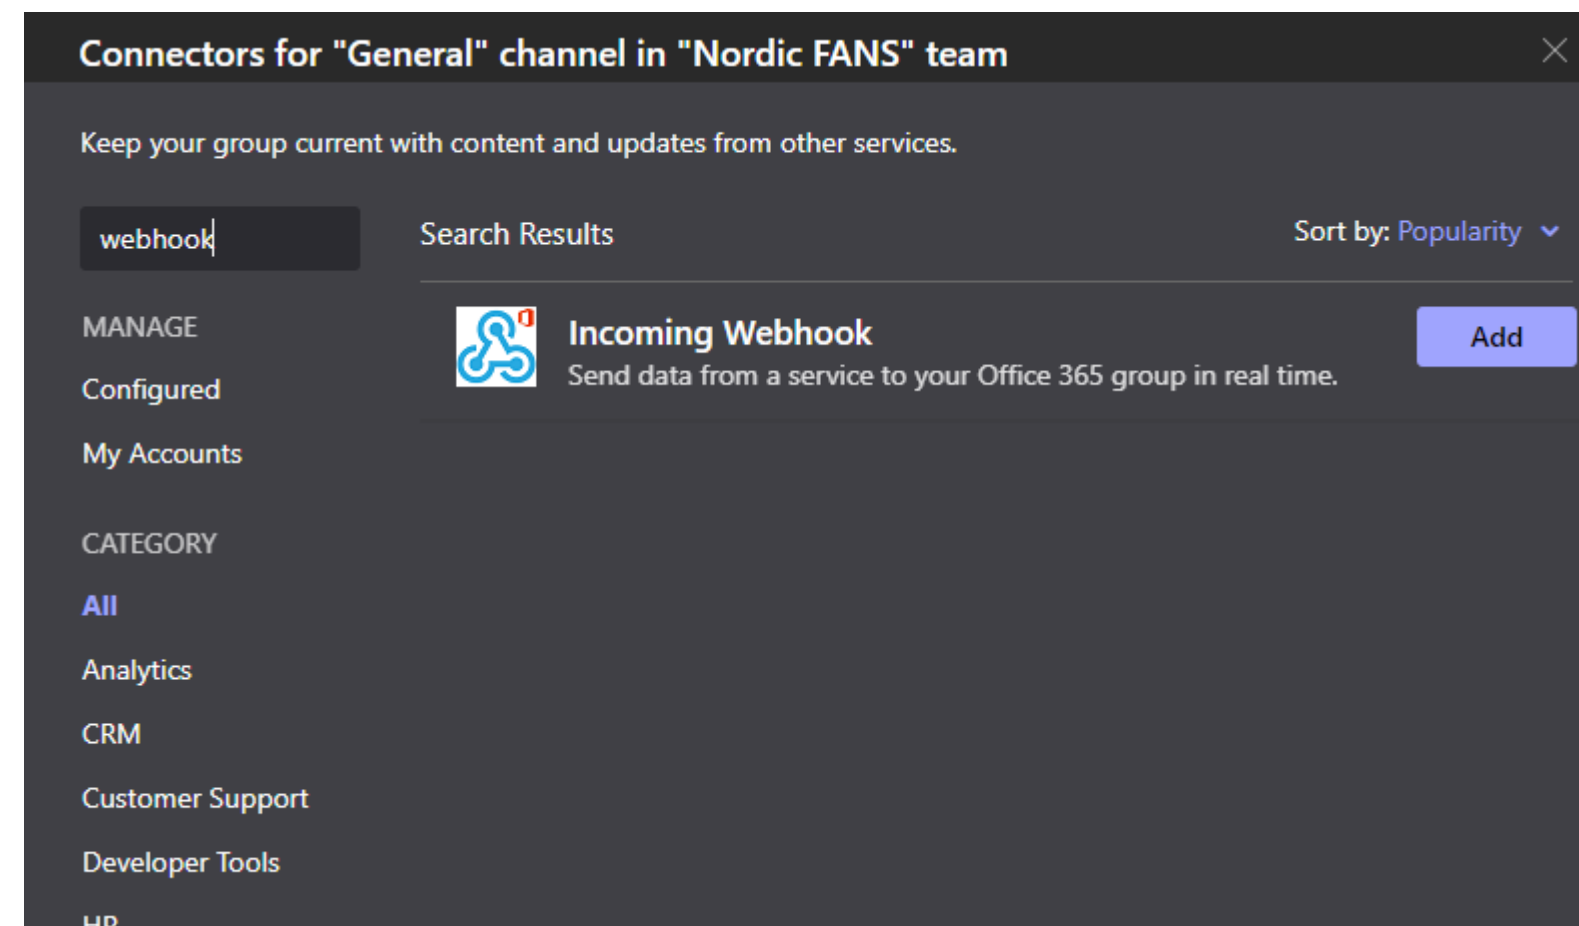 Connectors for "General" channel in "Nordic FANS" team
Keep your group current with content and updates from other services.
webhook
Search Results
Sort by: Popularity
MANAGE
Configured
My Accounts
CATEGORY
All
Analytics
CRM
Customer Support
Developer Tools
HR
Incoming Webhook
Send data from a service to your Office 365 group in real time.
Add